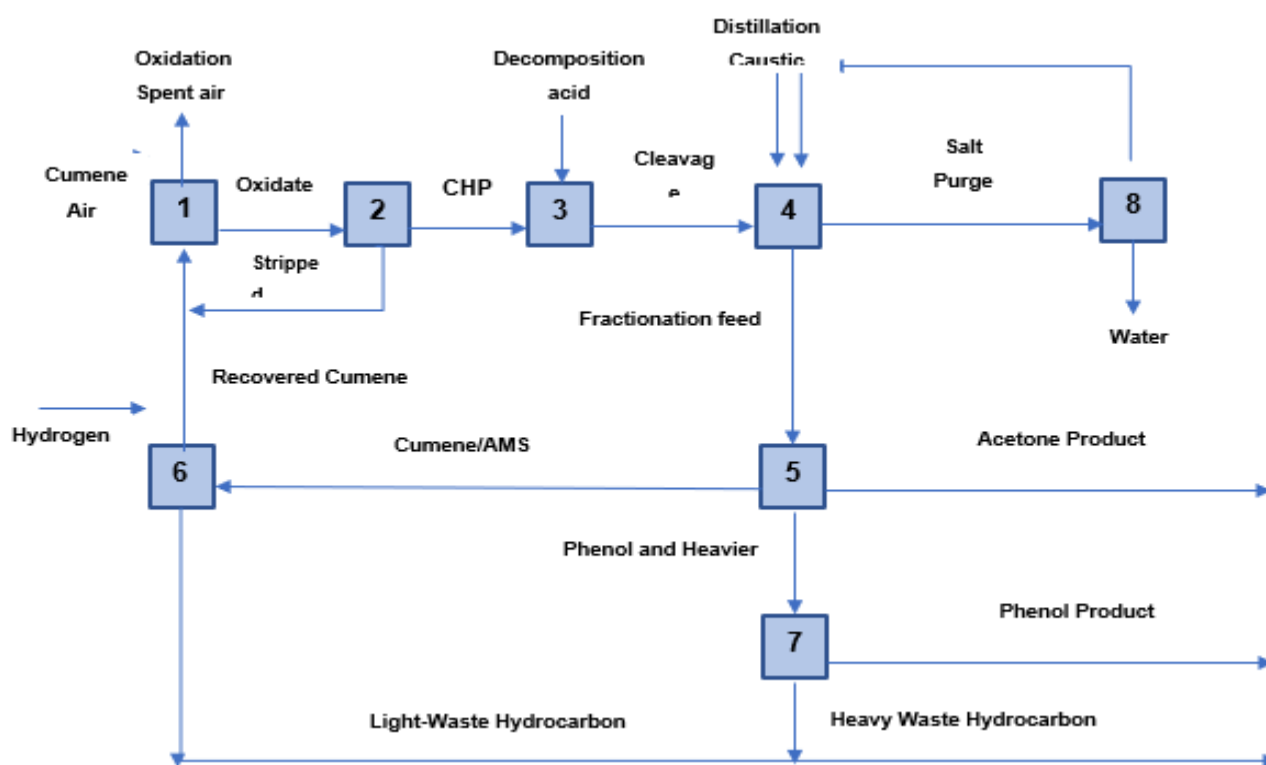 Distillation
Caustic
Oxidation
Spent air
Decomposition
acid
Cumene
Air
Oxidate
CHP
Cleavag
e
Salt
Purge
1
2
3
4
8
Strippe
d
Fractionation feed
Water
Recovered Cumene
Hydrogen
Cumene/AMS
Acetone Product
6
5
Phenol and Heavier
Phenol Product
7
Light-Waste Hydrocarbon
Heavy Waste Hydrocarbon